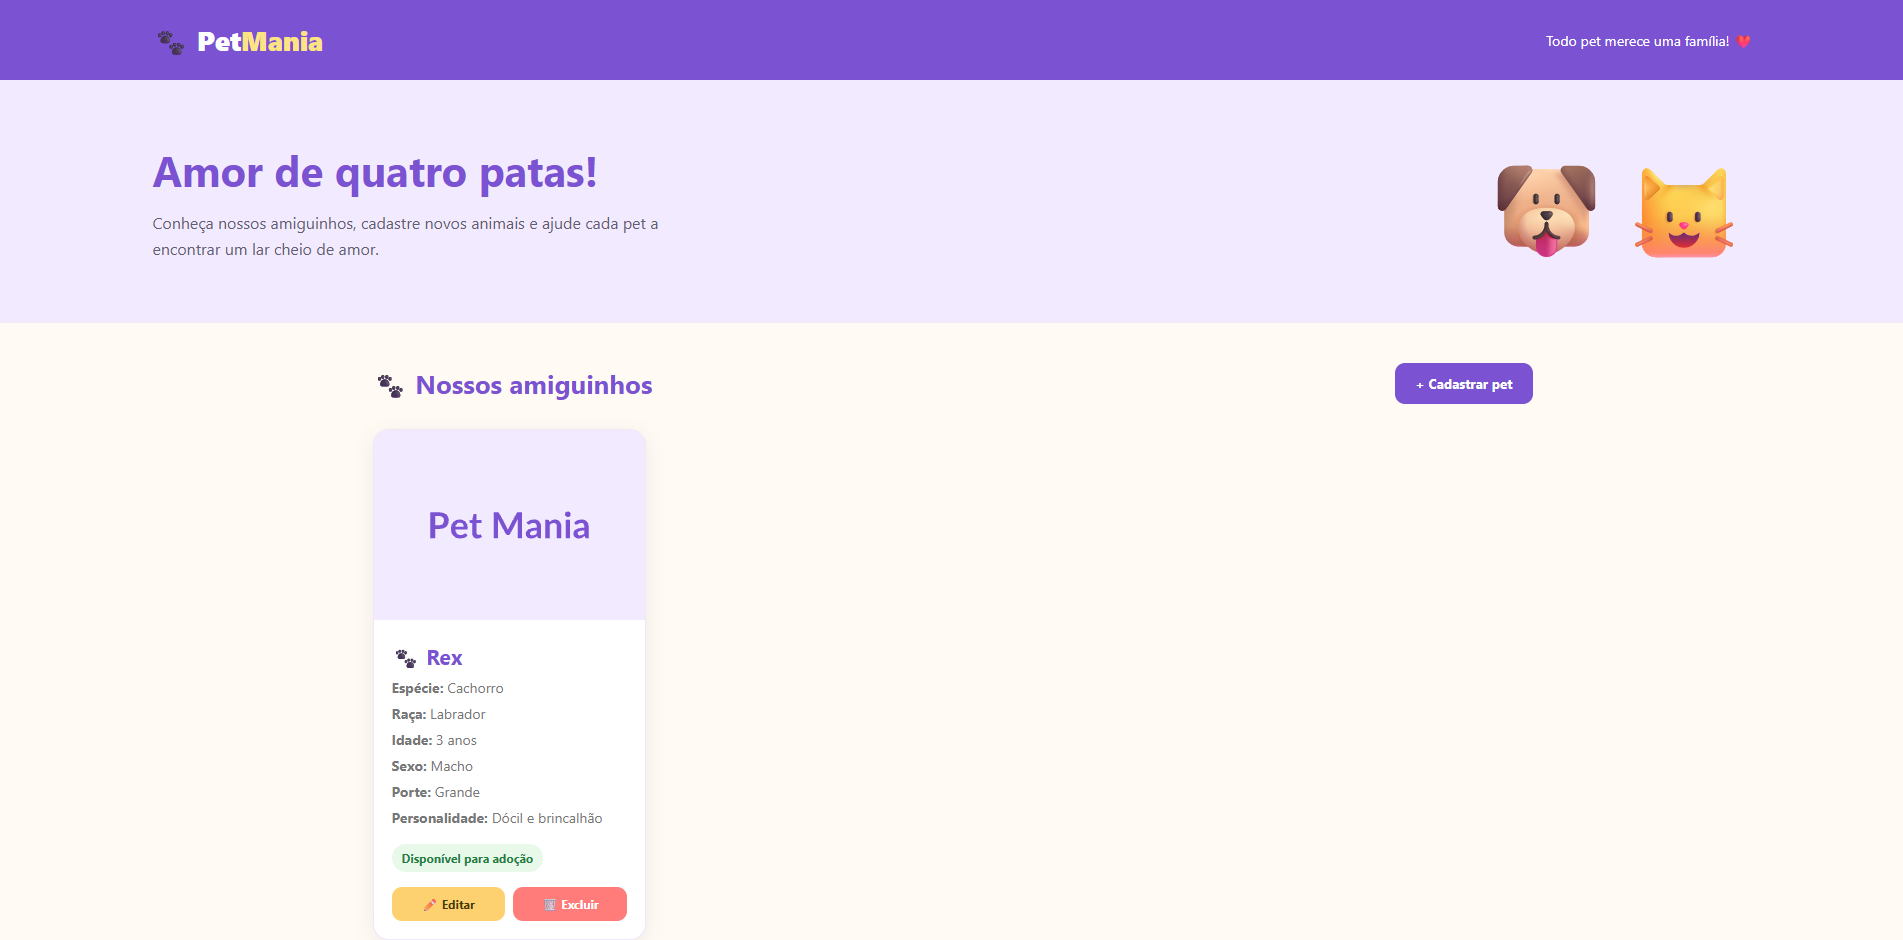 🐾 PetMania
Todo pet merece uma família! ❤️
Amor de quatro patas!
Conheça nossos amiguinhos, cadastre novos animais e ajude cada pet a
encontrar um lar cheio de amor.
🐾 Nossos amiguinhos
+ Cadastrar pet
Pet Mania
🐾 Rex
Espécie: Cachorro
Raça: Labrador
Idade: 3 anos
Sexo: Macho
Porte: Grande
Personalidade: Dócil e brincalhão
Disponível para adoção
✏️ Editar
🗑️ Excluir